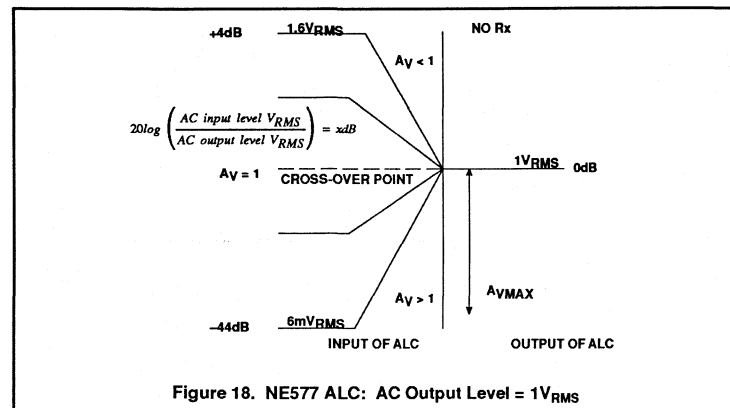 +4dB 1.6VRMS NO Rx
AV < 1
20log (AC input level VRMS / AC output level VRMS) = xdB
1VRMS 0dB
AV = 1 CROSS-OVER POINT
AV > 1 AVMAX
–44dB 6mVRMS
INPUT OF ALC OUTPUT OF ALC
Figure 18. NE577 ALC: AC Output Level = 1VRMS